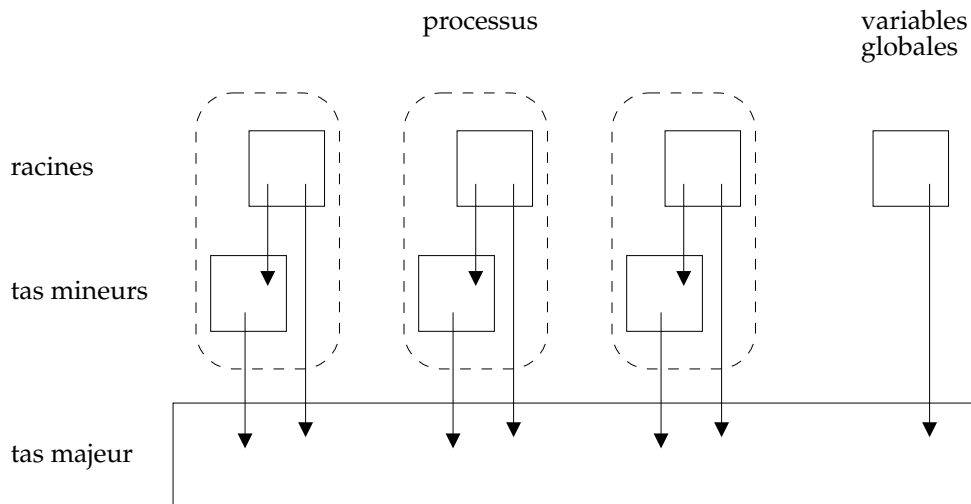 processus
variables
globales
racines
tas mineurs
tas majeur